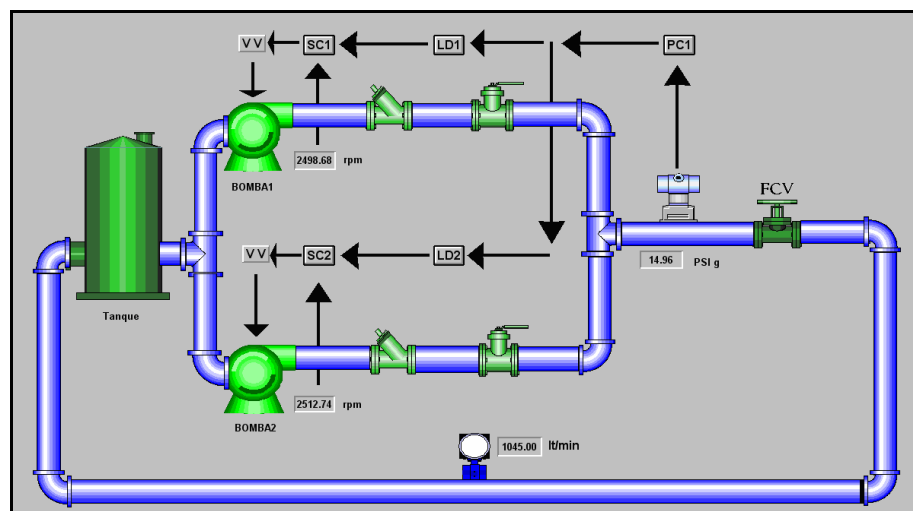 VV
SC1
LD1
PC1
2498.68 rpm
BOMBA1
FCV
VV
SC2
LD2
14.96 PSI g
Tanque
2512.74 rpm
BOMBA2
1045.00 lt/min